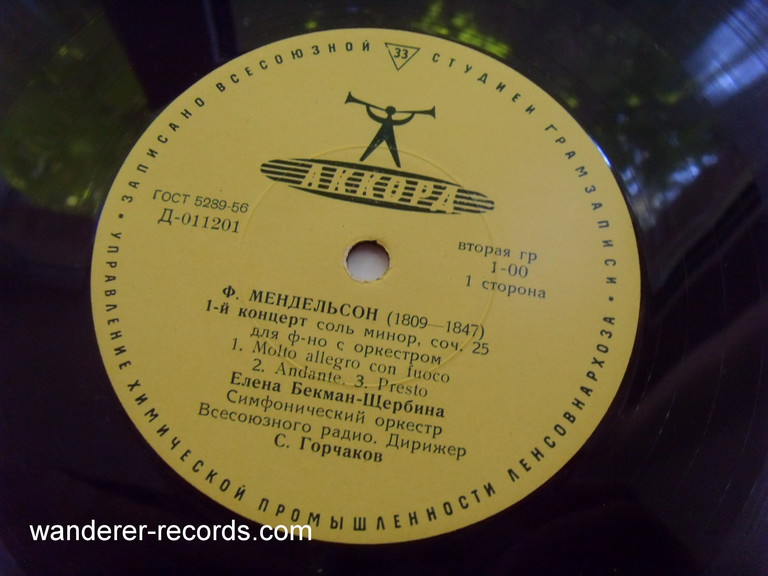 ЗАПИСАНО ВСЕСОЮЗНОЙ 33 СТУДИЕЙ ГРАМЗАПИСИ
АККОРД
ГОСТ 5289-56
Д-011201
вторая гр
1-00
1 сторона
Ф. МЕНДЕЛЬСОН (1809—1847)
1-й концерт соль минор, соч. 25
для ф-но с оркестром
1. Molto allegro con fuoco
2. Andante. 3. Presto
Елена Бекман-Щербина
Симфонический оркестр
Всесоюзного радио. Дирижер
С. Горчаков
• УПРАВЛЕНИЕ ХИМИЧЕСКОЙ ПРОМЫШЛЕННОСТИ ЛЕНСОВНАРХОЗА •
wanderer-records.com